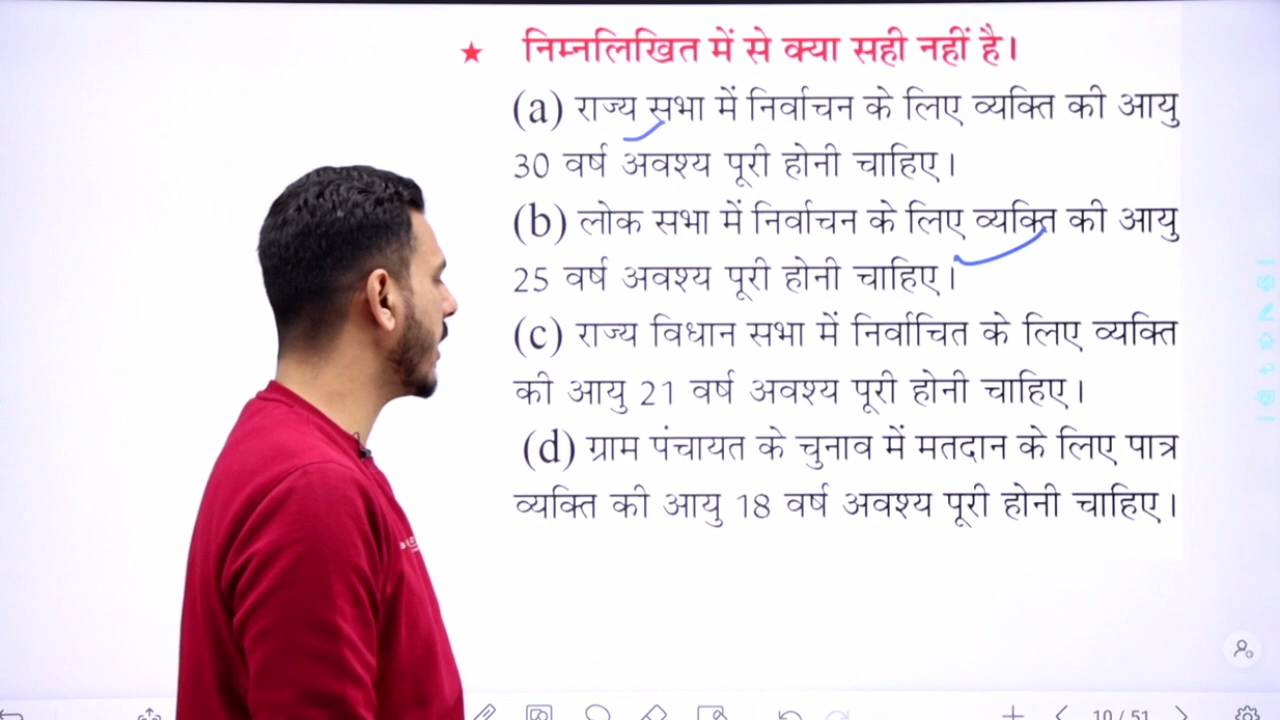 ★ निम्नलिखित में से क्या सही नहीं है।
(a) राज्य सभा में निर्वाचन के लिए व्यक्ति की आयु
30 वर्ष अवश्य पूरी होनी चाहिए।
(b) लोक सभा में निर्वाचन के लिए व्यक्ति की आयु
25 वर्ष अवश्य पूरी होनी चाहिए।
(c) राज्य विधान सभा में निर्वाचित के लिए व्यक्ति
की आयु 21 वर्ष अवश्य पूरी होनी चाहिए।
(d) ग्राम पंचायत के चुनाव में मतदान के लिए पात्र
व्यक्ति की आयु 18 वर्ष अवश्य पूरी होनी चाहिए।
10/51